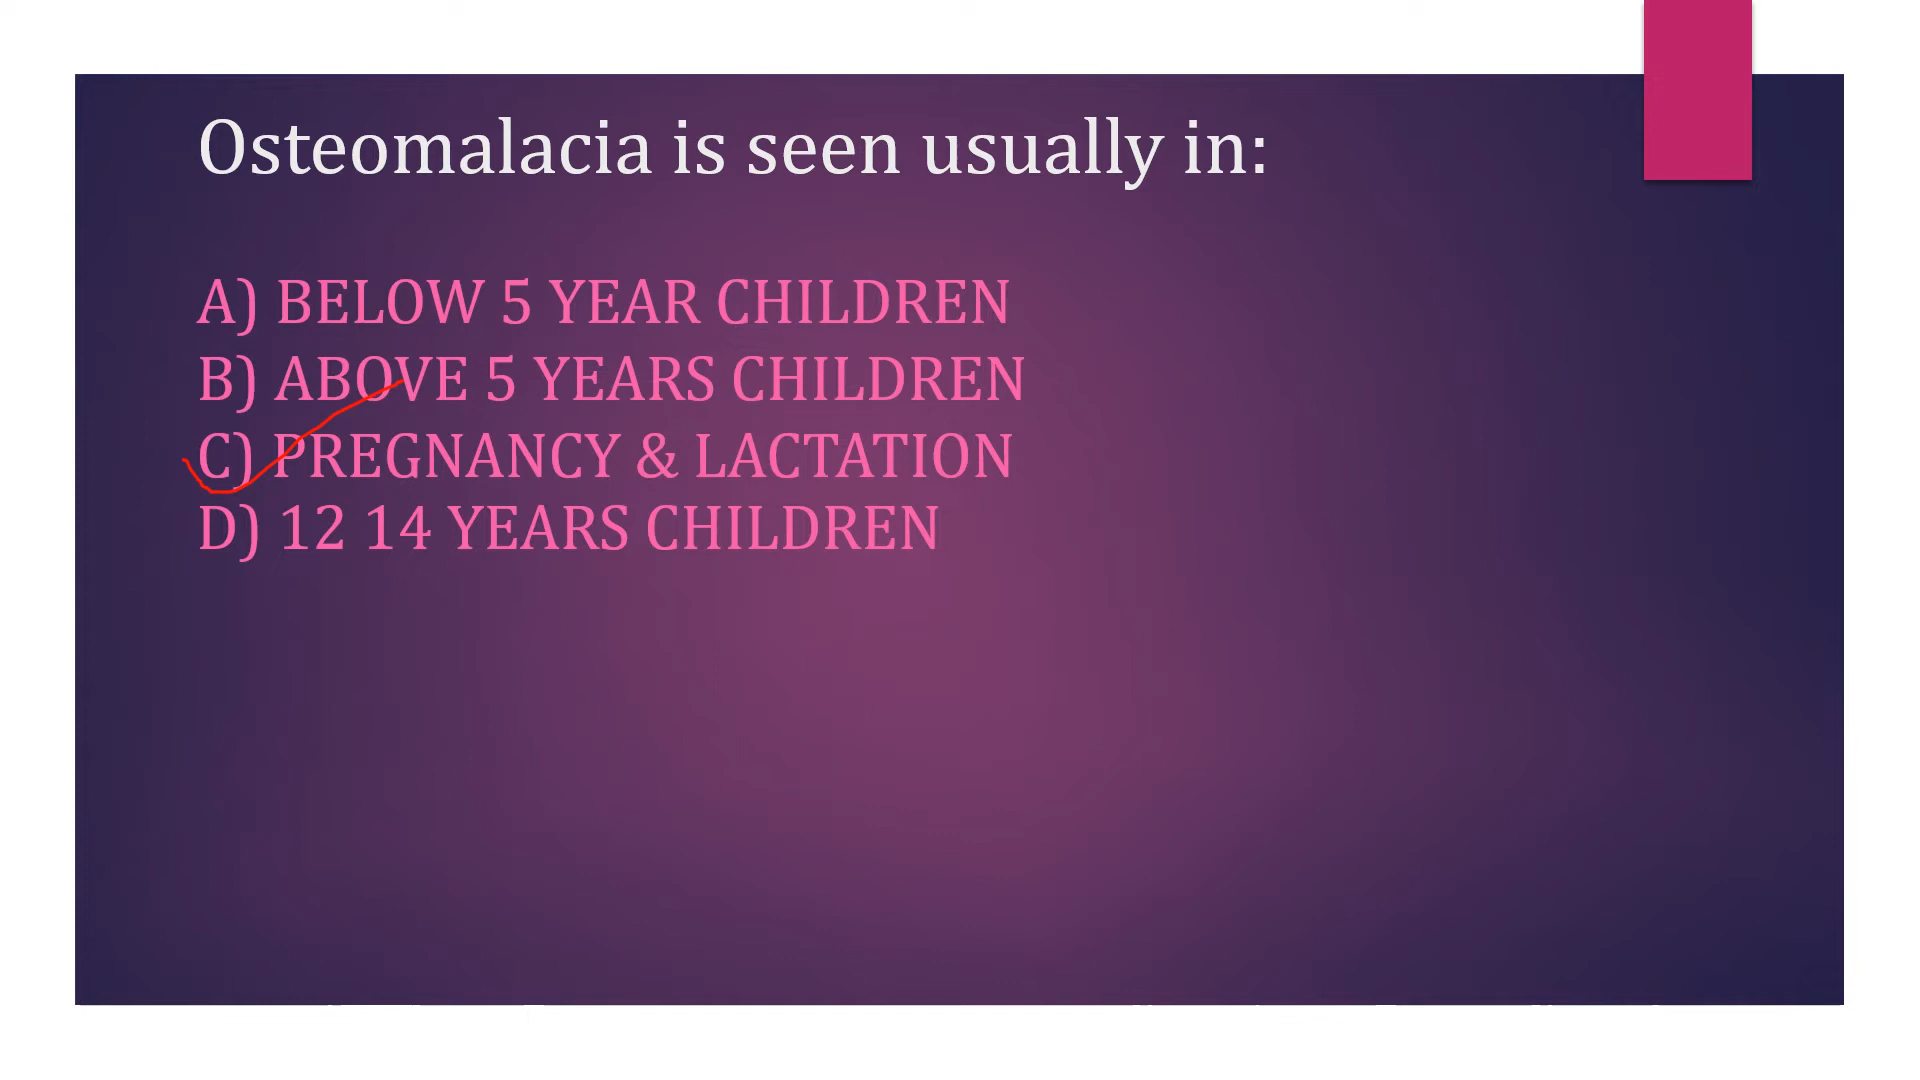 Osteomalacia is seen usually in:
A) BELOW 5 YEAR CHILDREN
B) ABOVE 5 YEARS CHILDREN
C) PREGNANCY & LACTATION
D) 12 14 YEARS CHILDREN